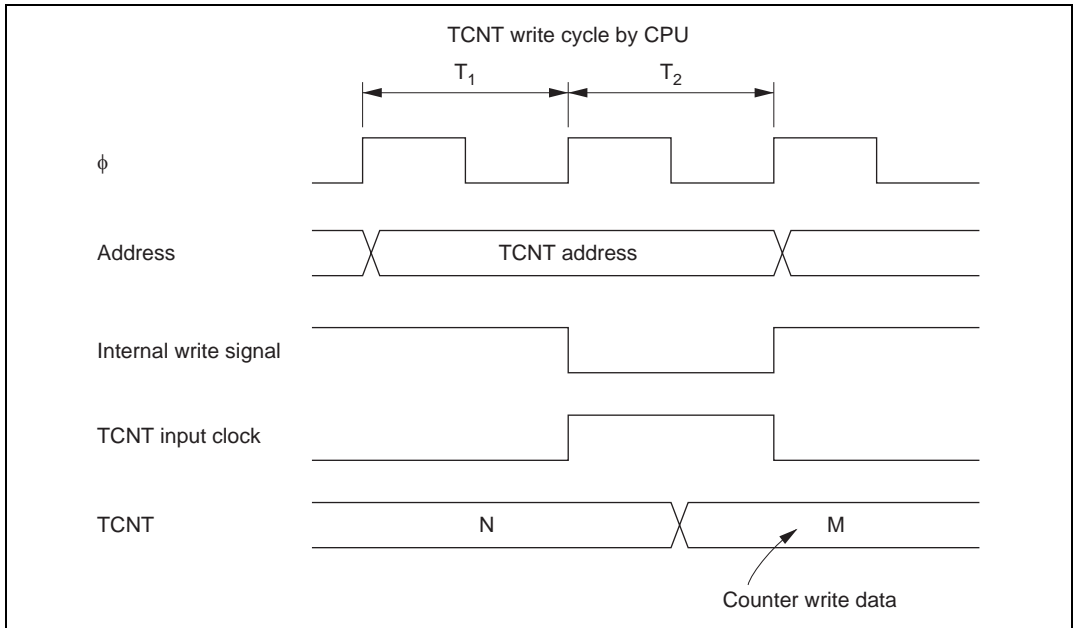 TCNT write cycle by CPU
T1 T2
ϕ
Address TCNT address
Internal write signal
TCNT input clock
TCNT N M
Counter write data